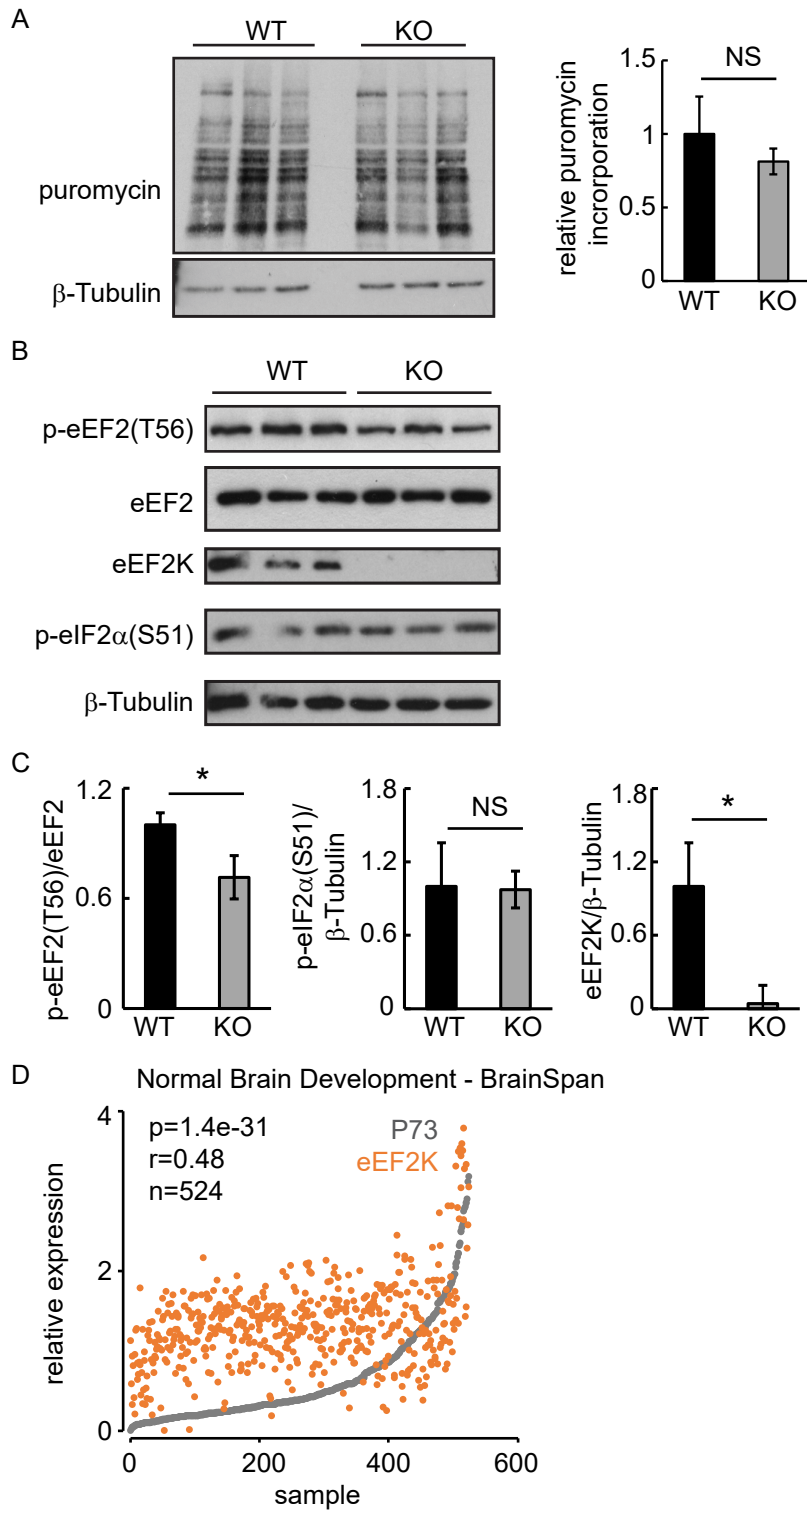 A
WT
KO
puromycin
β-Tubulin
relative puromycin
incrorporation
1.5
1
0.5
0
NS
WT
KO
B
WT
KO
p-eEF2(T56)
eEF2
eEF2K
p-eIF2α(S51)
β-Tubulin
C
p-eEF2(T56)/eEF2
1.2
0.6
0
*
WT
KO
p-eIF2α(S51)/
β-Tubulin
1.8
1.2
0.6
0
NS
WT
KO
eEF2K/β-Tubulin
1.8
1.2
0.6
0
*
WT
KO
D
Normal Brain Development - BrainSpan
p=1.4e-31
r=0.48
n=524
P73
eEF2K
relative expression
4
2
0
0
200
400
600
sample